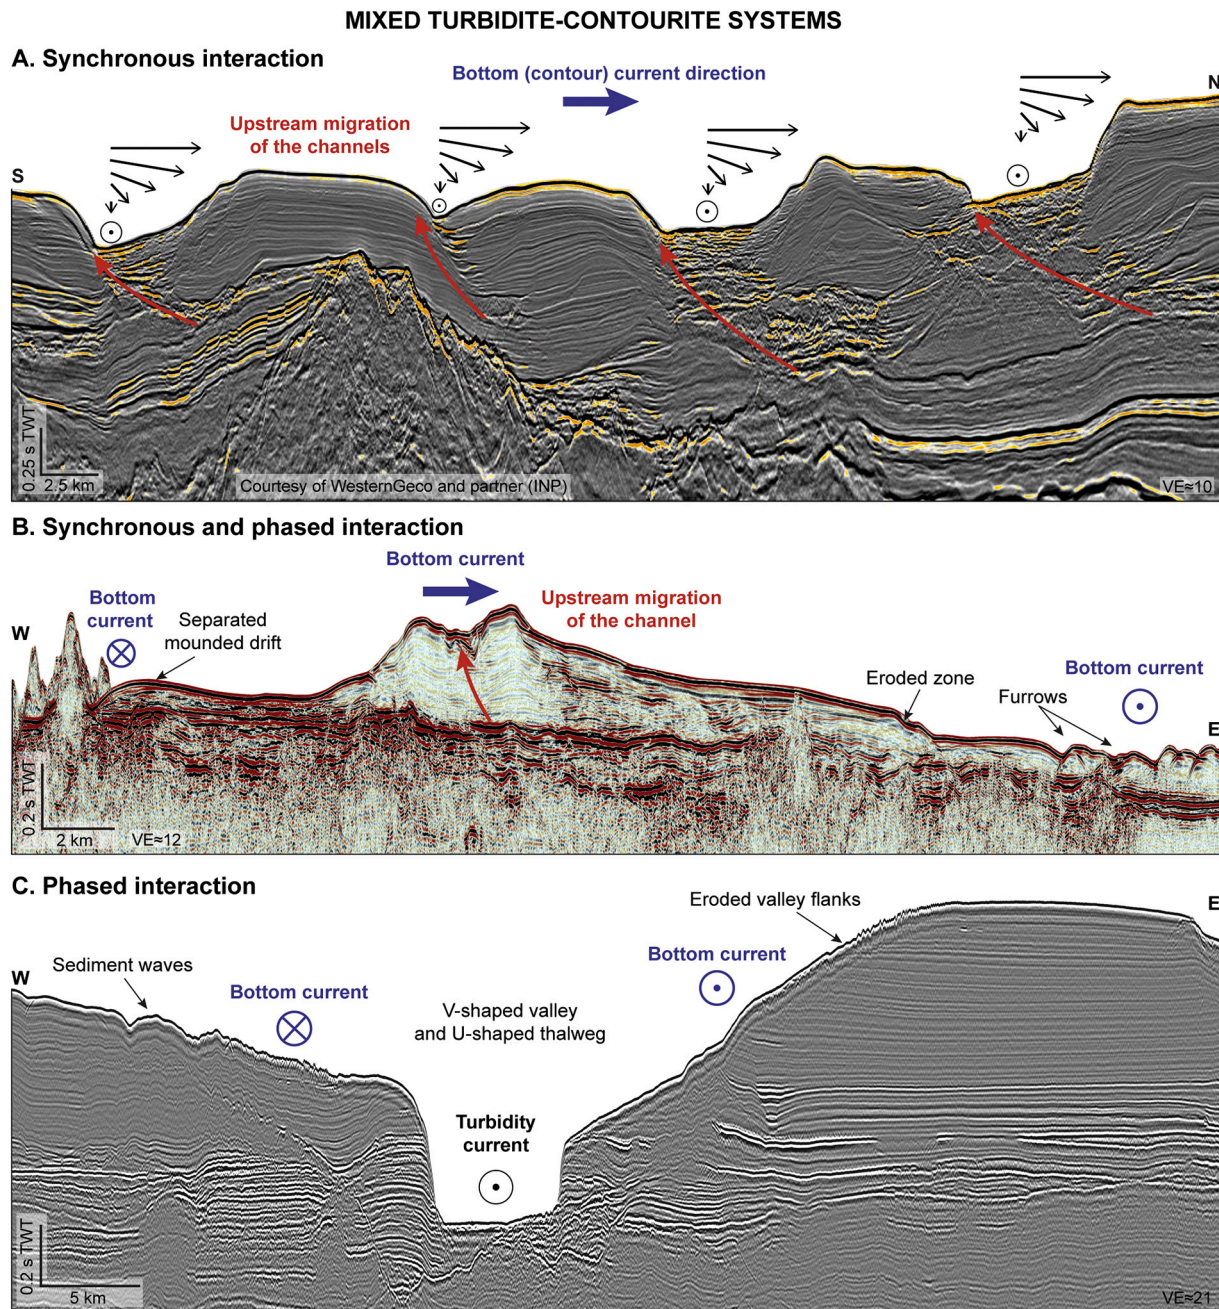 MIXED TURBIDITE-CONTOURITE SYSTEMS
A. Synchronous interaction
Bottom (contour) current direction
N
Upstream migration
of the channels
S
0.25 s TWT
2.5 km
Courtesy of WesternGeco and partner (INP)
VE≈10
B. Synchronous and phased interaction
Bottom current
Bottom
current
Separated
mounded drift
Upstream migration
of the channel
W
Bottom current
Eroded zone
Furrows
E
0.2 s TWT
2 km
VE≈12
C. Phased interaction
Eroded valley flanks
E
Sediment waves
W
Bottom current
Bottom current
V-shaped valley
and U-shaped thalweg
Turbidity
current
0.2 s TWT
5 km
VE≈21